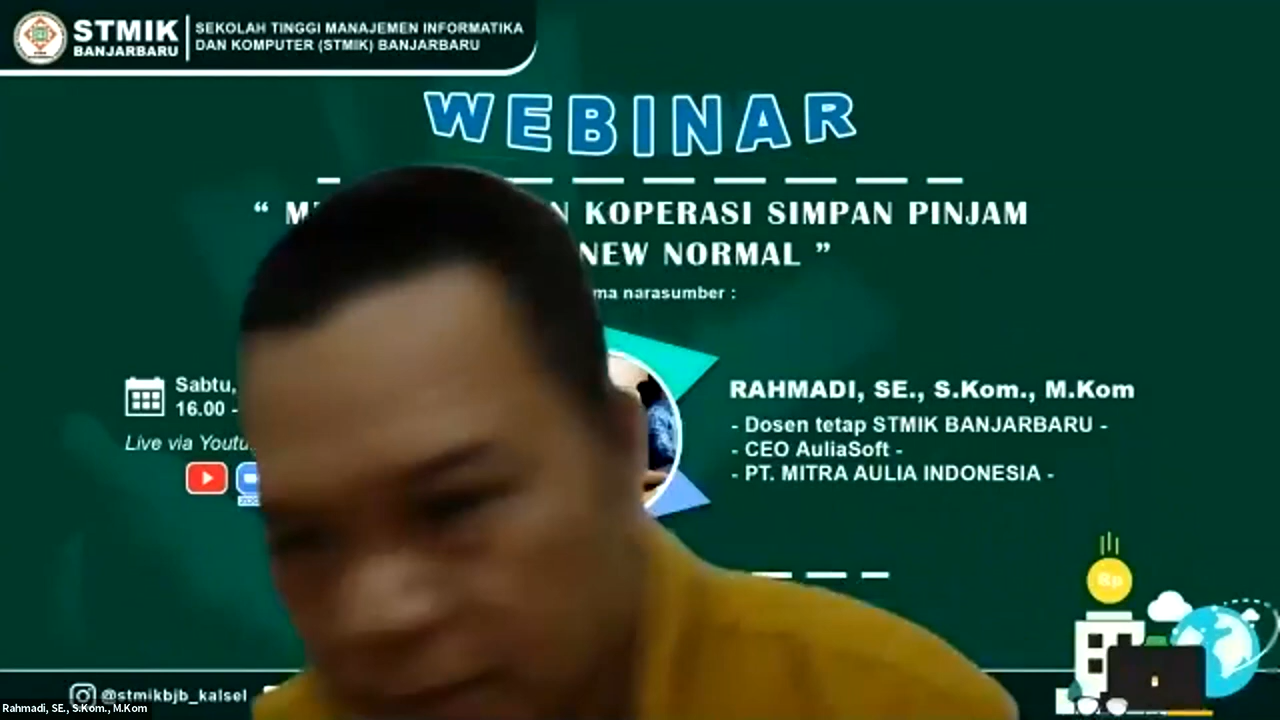 STMIK
BANJARBARU
SEKOLAH TINGGI MANAJEMEN INFORMATIKA
DAN KOMPUTER (STMIK) BANJARBARU
WEBINAR
“ M N KOPERASI SIMPAN PINJAM
NEW NORMAL ”
ma narasumber :
Sabtu,
16.00 -
Live via Youtu
RAHMADI, SE., S.Kom., M.Kom
- Dosen tetap STMIK BANJARBARU -
- CEO AuliaSoft -
- PT. MITRA AULIA INDONESIA -
Rp
@stmikbjb_kalsel
Rahmadi, SE., S.Kom., M.Kom